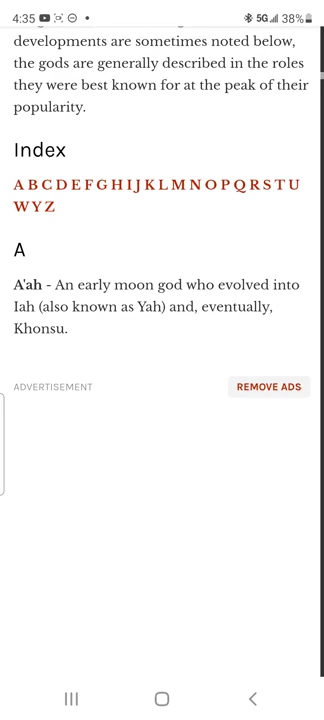 4:35 5G 38%
developments are sometimes noted below,
the gods are generally described in the roles
they were best known for at the peak of their
popularity.
Index
A B C D E F G H I J K L M N O P Q R S T U
W Y Z
A
A'ah - An early moon god who evolved into
Iah (also known as Yah) and, eventually,
Khonsu.
ADVERTISEMENT REMOVE ADS